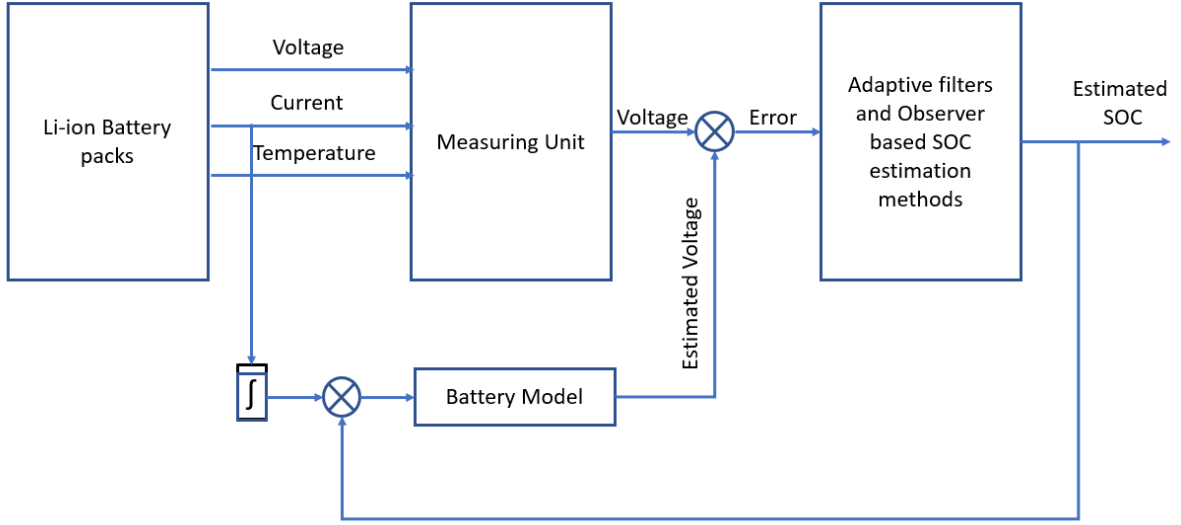 Voltage
Current
Temperature
Li-ion Battery
packs
Measuring Unit
Voltage
Error
Adaptive filters
and Observer
based SOC
estimation
methods
Estimated
SOC
Estimated Voltage
∫
Battery Model